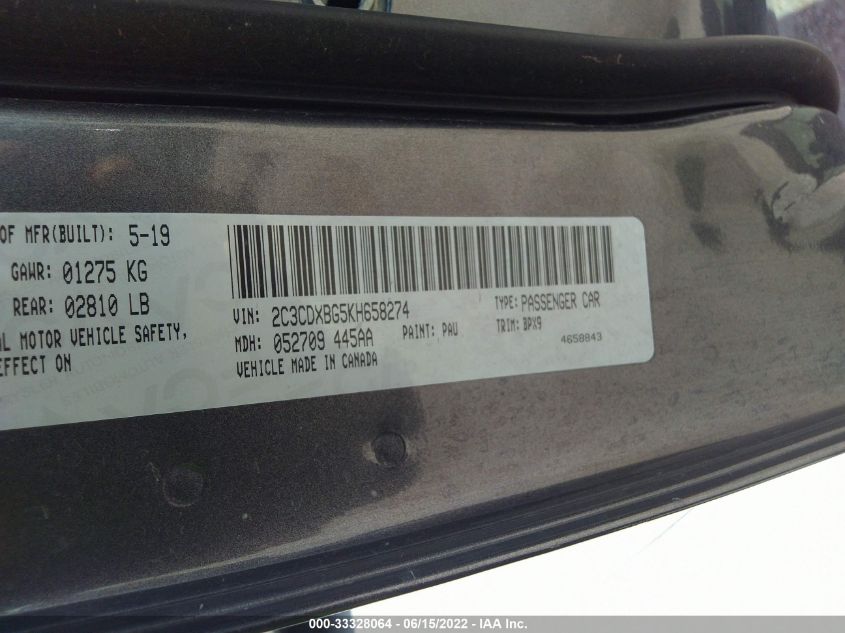 OF MFR(BUILT): 5-19
GAWR: 01275 KG
REAR: 02810 LB
MOTOR VEHICLE SAFETY,
EFFECT ON
VIN: 2C3CDXBG5KH658274
TYPE: PASSENGER CAR
MDH: 052709 445AA
PAINT: PAU
TRIM: BPX9
VEHICLE MADE IN CANADA
4658843
000-33328064 - 06/15/2022 - IAA Inc.